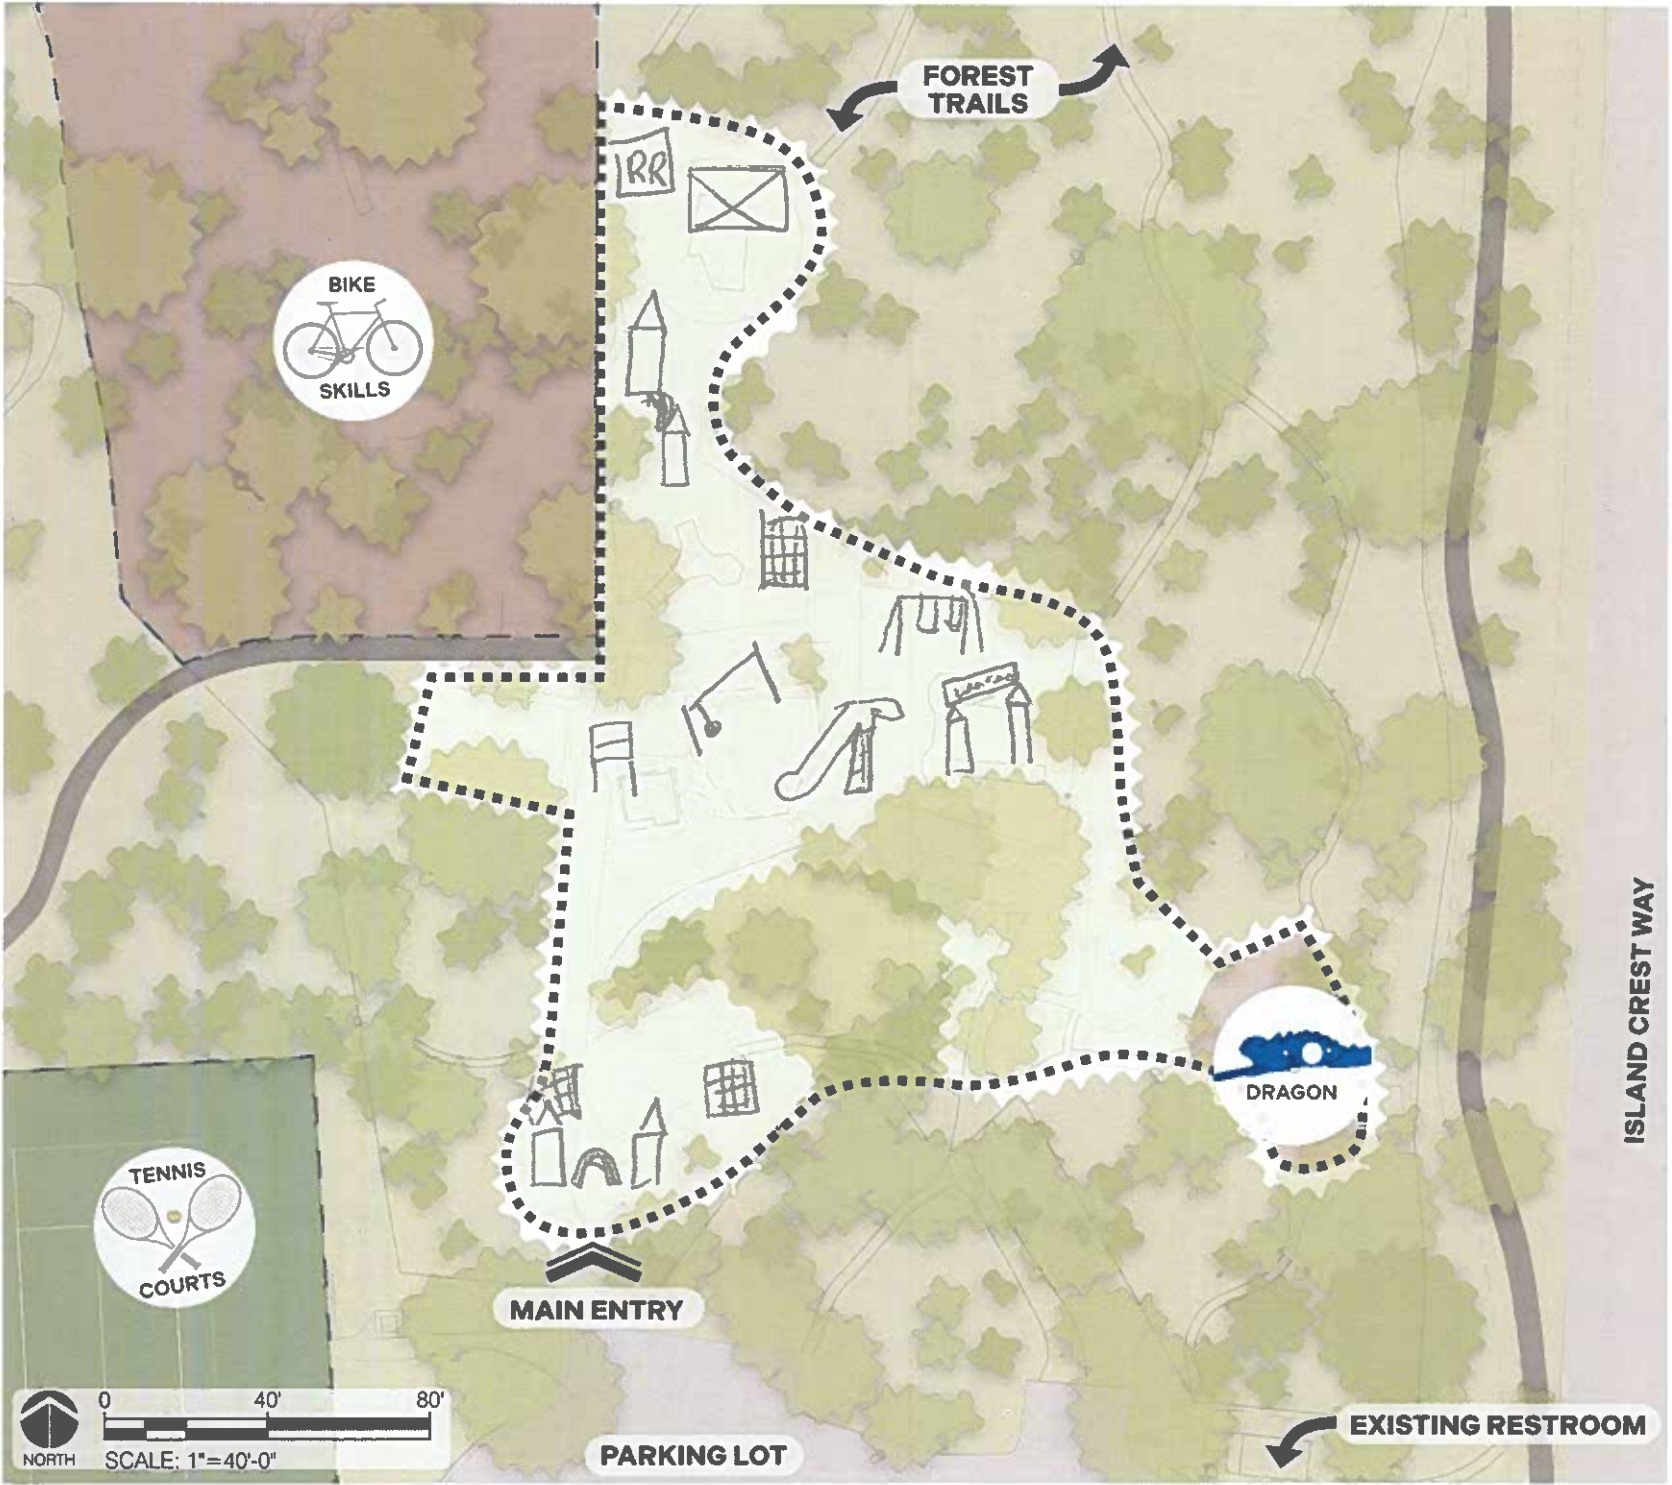 FOREST
TRAILS
RR
BIKE
SKILLS
DRAGON
ISLAND CREST WAY
TENNIS
COURTS
MAIN ENTRY
0 40' 80'
NORTH
SCALE: 1"=40'-0"
PARKING LOT
EXISTING RESTROOM